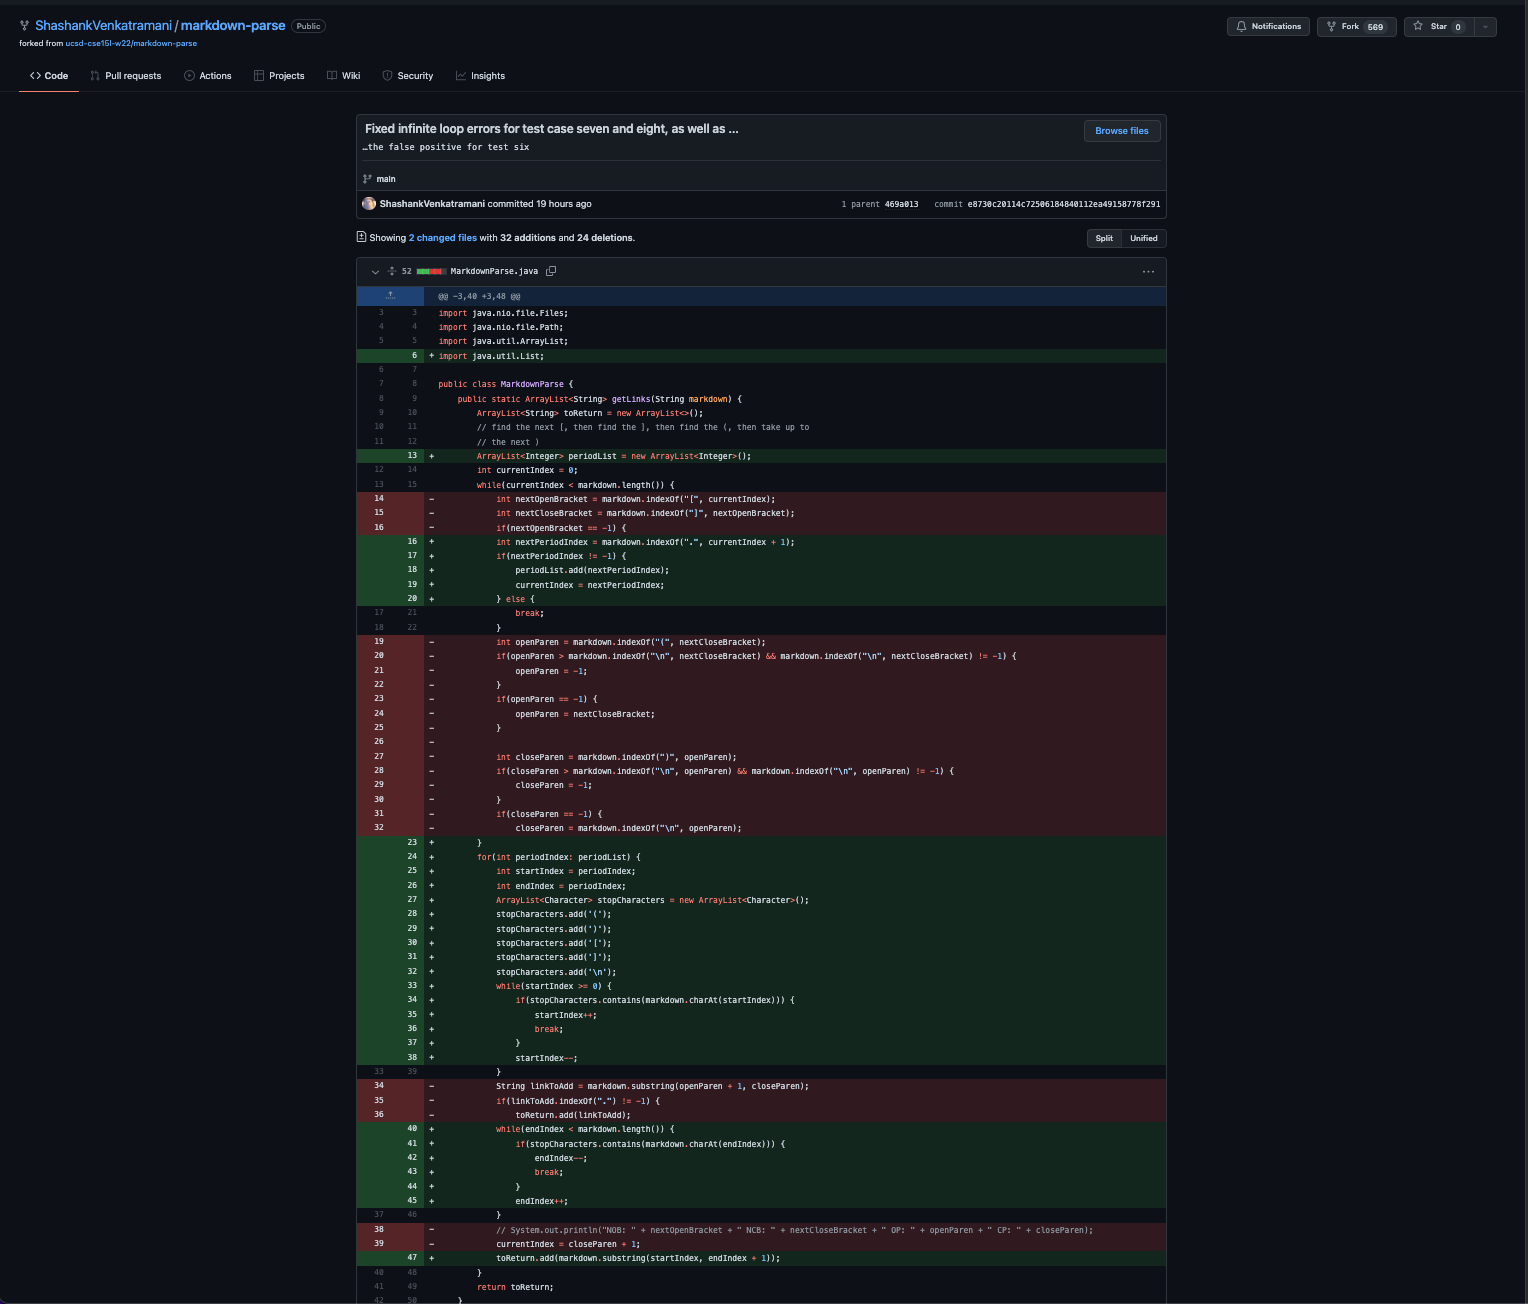 ShashankVenkatramani / markdown-parse Public
Notifications Fork 569 Star 0
forked from ucsd-cse15l-w22/markdown-parse
Code Pull requests Actions Projects Wiki Security Insights
Fixed infinite loop errors for test case seven and eight, as well as ...
Browse files
…the false positive for test six
main
ShashankVenkatramani committed 19 hours ago 1 parent 469a013 commit e8730c20114c72506184840112ea49158778f291
Showing 2 changed files with 32 additions and 24 deletions.
Split Unified
52 MarkdownParse.java ...
@@ -3,40 +3,48 @@
3 3 import java.nio.file.Files;
4 4 import java.nio.file.Path;
5 5 import java.util.ArrayList;
6 + import java.util.List;
6 7
7 8 public class MarkdownParse {
8 9 public static ArrayList<String> getLinks(String markdown) {
9 10 ArrayList<String> toReturn = new ArrayList<>();
10 11 // find the next [, then find the ], then find the (, then take up to
11 12 // the next )
13 + ArrayList<Integer> periodList = new ArrayList<Integer>();
12 14 int currentIndex = 0;
13 15 while(currentIndex < markdown.length()) {
14 - int nextOpenBracket = markdown.indexOf("[", currentIndex);
15 - int nextCloseBracket = markdown.indexOf("]", nextOpenBracket);
16 - if(nextOpenBracket == -1) {
16 + int nextPeriodIndex = markdown.indexOf(".", currentIndex + 1);
17 + if(nextPeriodIndex != -1) {
18 + periodList.add(nextPeriodIndex);
19 + currentIndex = nextPeriodIndex;
20 + } else {
17 21 break;
18 22 }
19 - int openParen = markdown.indexOf("(", nextCloseBracket);
20 - if(openParen > markdown.indexOf("\n", nextCloseBracket) && markdown.indexOf("\n", nextCloseBracket) != -1) {
21 - openParen = -1;
22 - }
23 - if(openParen == -1) {
24 - openParen = nextCloseBracket;
25 - }
26 -
27 - int closeParen = markdown.indexOf(")", openParen);
28 - if(closeParen > markdown.indexOf("\n", openParen) && markdown.indexOf("\n", openParen) != -1) {
29 - closeParen = -1;
30 - }
31 - if(closeParen == -1) {
32 - closeParen = markdown.indexOf("\n", openParen);
23 + }
24 + for(int periodIndex: periodList) {
25 + int startIndex = periodIndex;
26 + int endIndex = periodIndex;
27 + ArrayList<Character> stopCharacters = new ArrayList<Character>();
28 + stopCharacters.add('(');
29 + stopCharacters.add(')');
30 + stopCharacters.add('[');
31 + stopCharacters.add(']');
32 + stopCharacters.add('\n');
33 + while(startIndex >= 0) {
34 + if(stopCharacters.contains(markdown.charAt(startIndex))) {
35 + startIndex++;
36 + break;
37 + }
38 + startIndex--;
33 39 }
34 - String linkToAdd = markdown.substring(openParen + 1, closeParen);
35 - if(linkToAdd.indexOf(".") != -1) {
36 - toReturn.add(linkToAdd);
40 + while(endIndex < markdown.length()) {
41 + if(stopCharacters.contains(markdown.charAt(endIndex))) {
42 + endIndex--;
43 + break;
44 + }
45 + endIndex++;
37 46 }
38 - // System.out.println("NOB: " + nextOpenBracket + " NCB: " + nextCloseBracket + " OP: " + openParen + " CP: " + closeParen);
39 - currentIndex = closeParen + 1;
47 + toReturn.add(markdown.substring(startIndex, endIndex + 1));
40 48 }
41 49 return toReturn;
42 50 }